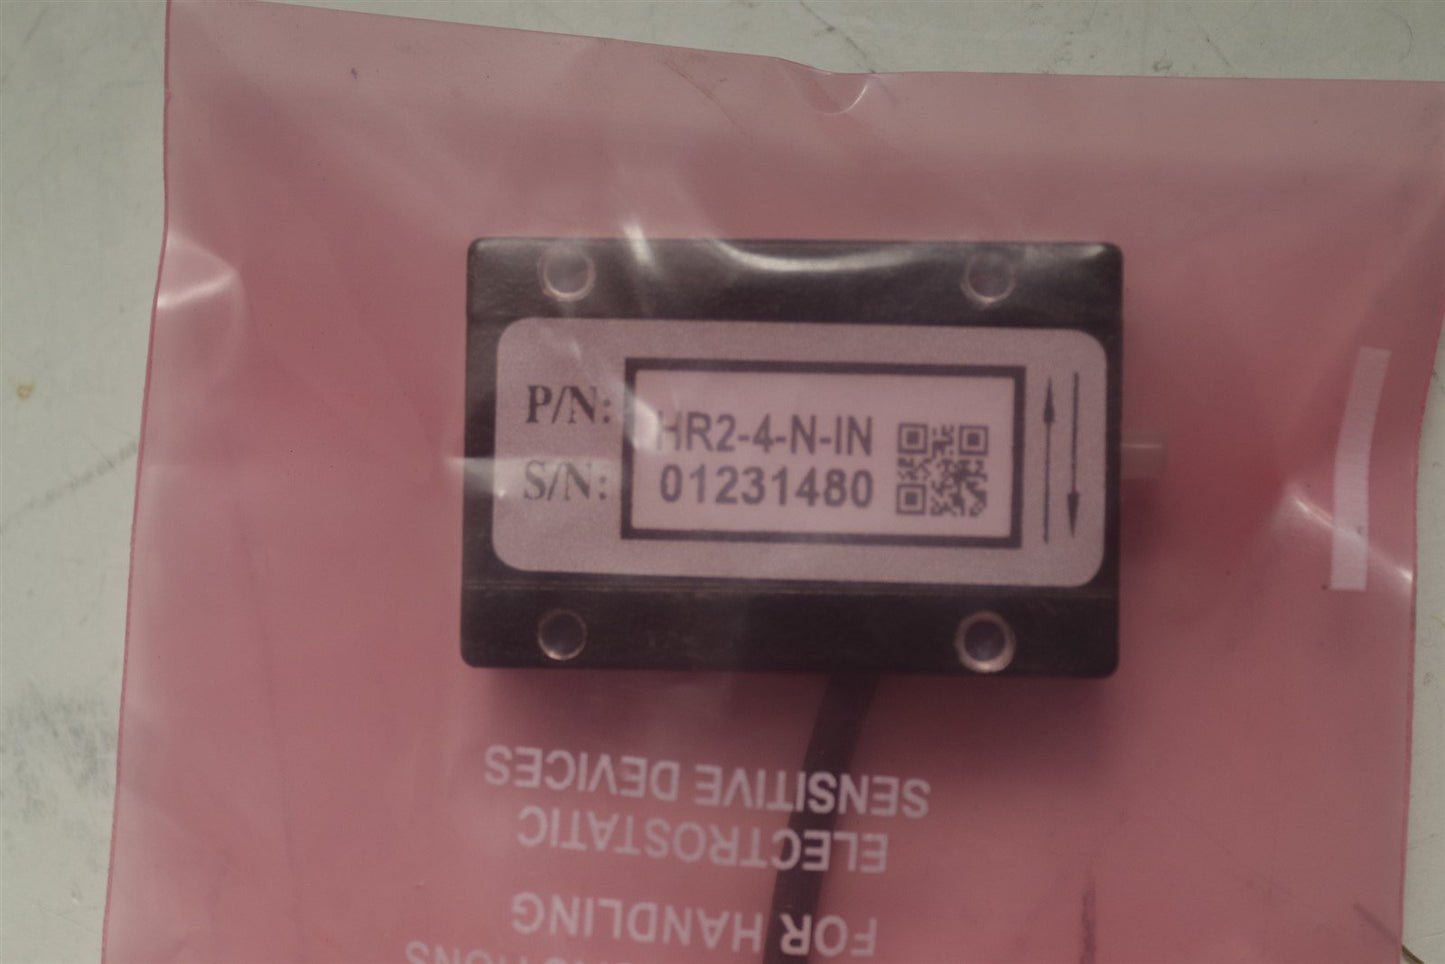 P/N: HR2-4-N-IN
S/N: 01231480
FOR HANDLING
ELECTROSTATIC
SENSITIVE DEVICES